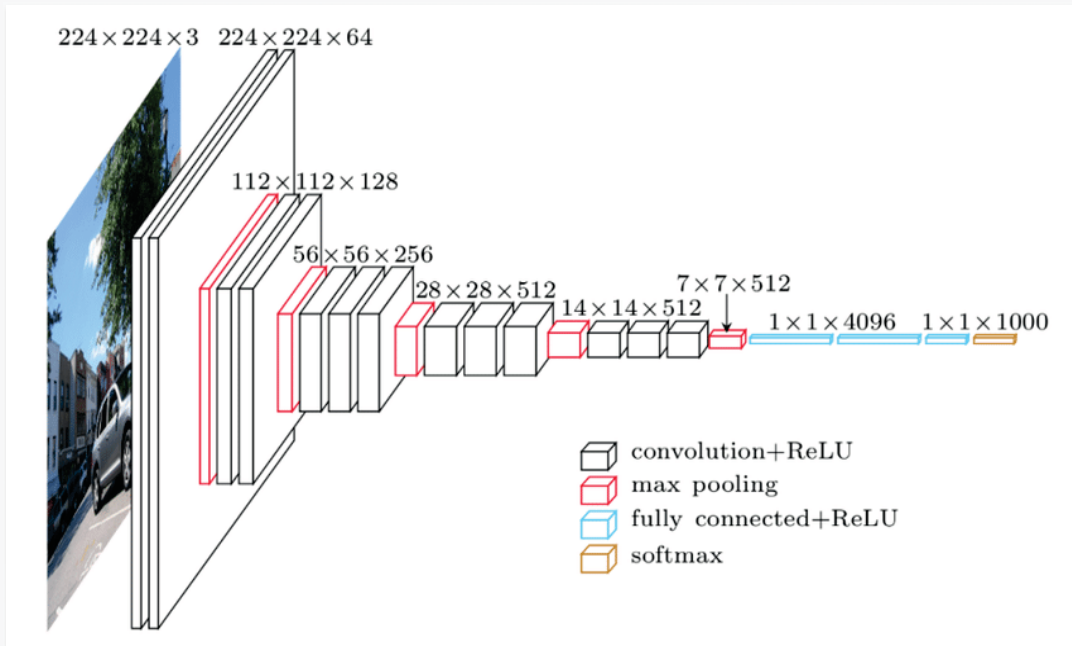 224×224×3
224×224×64
112×112×128
56×56×256
28×28×512
14×14×512
7×7×512
1×1×4096
1×1×1000
convolution+ReLU
max pooling
fully connected+ReLU
softmax